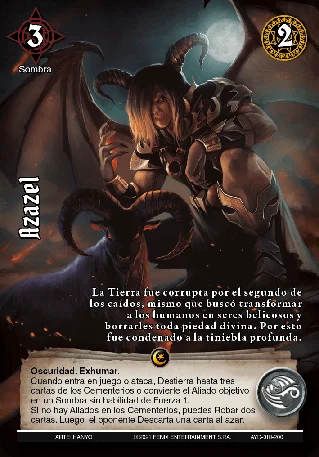 3
2
Sombra
Azazel
La Tierra fue corrupta por el segundo de
los caídos, mismo que buscó transformar
a los humanos en seres belicosos y
borrarles toda piedad divina. Por esto
fue condenado a la tiniebla profunda.
Oscuridad. Exhumar.
Cuando entra en juego o ataca, Destierra hasta tres
cartas de los Cementerios o convierte el Aliado objetivo
en un Sombra sin habilidad de Fuerza 1.
Si no hay Aliados en los Cementerios, puedes Robar dos
cartas. Luego, el oponente Descarta una carta al azar.
ENTERTAINMENT S.P.A.